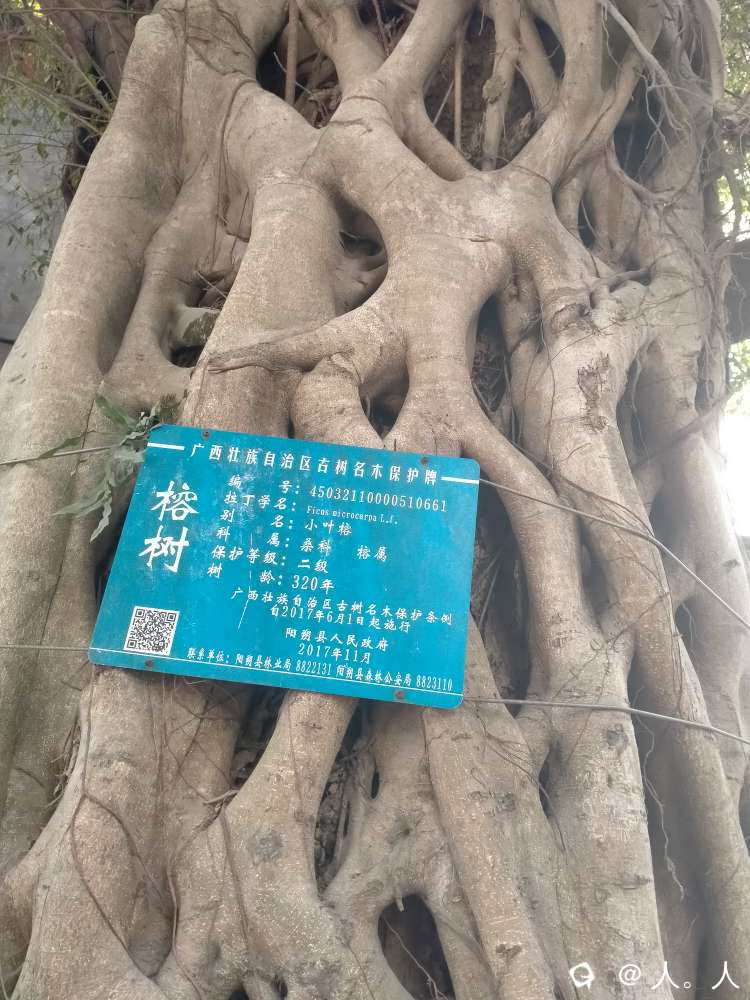 广西壮族自治区古树名木保护牌
榕树
编号：45032110000510661
拉丁学名：Ficus microcarpa L.f.
别名：小叶榕
科属：桑科 榕属
保护等级：二级
树龄：320年
广西壮族自治区古树名木保护条例
自2017年6月1日起施行
阳朔县人民政府
2017年11月
联系单位：阳朔县林业局 8822131 阳朔县森林公安局 8823110
@人。人